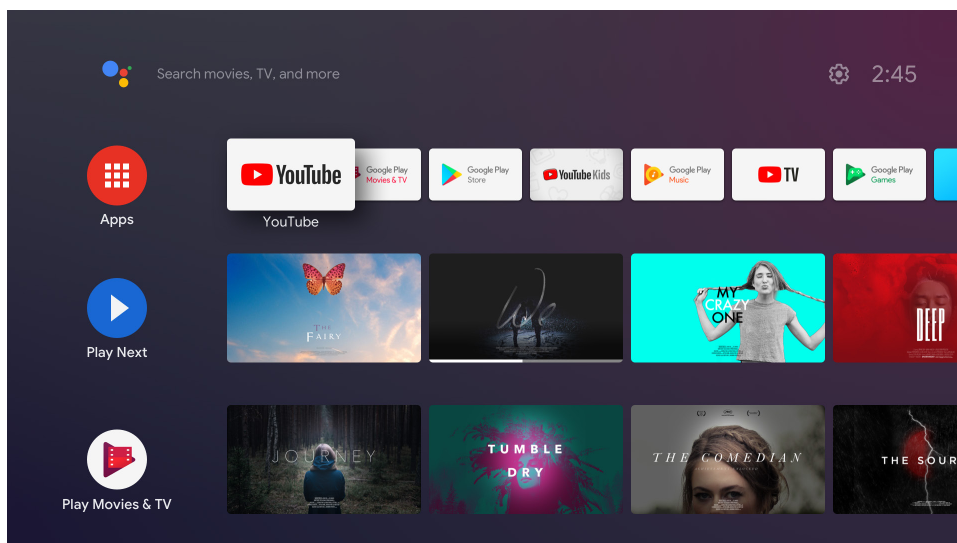 Search movies, TV, and more
2:45
Apps
YouTube
Google Play
Movies & TV
Google Play
Store
YouTube Kids
Google Play
Music
TV
Google Play
Games
YouTube
Play Next
THE
FAIRY
We
MY
CRAZY
ONE
DEEP
Play Movies & TV
JOURNEY
TUMBLE
DRY
THE COMEDIAN
THE SOUR